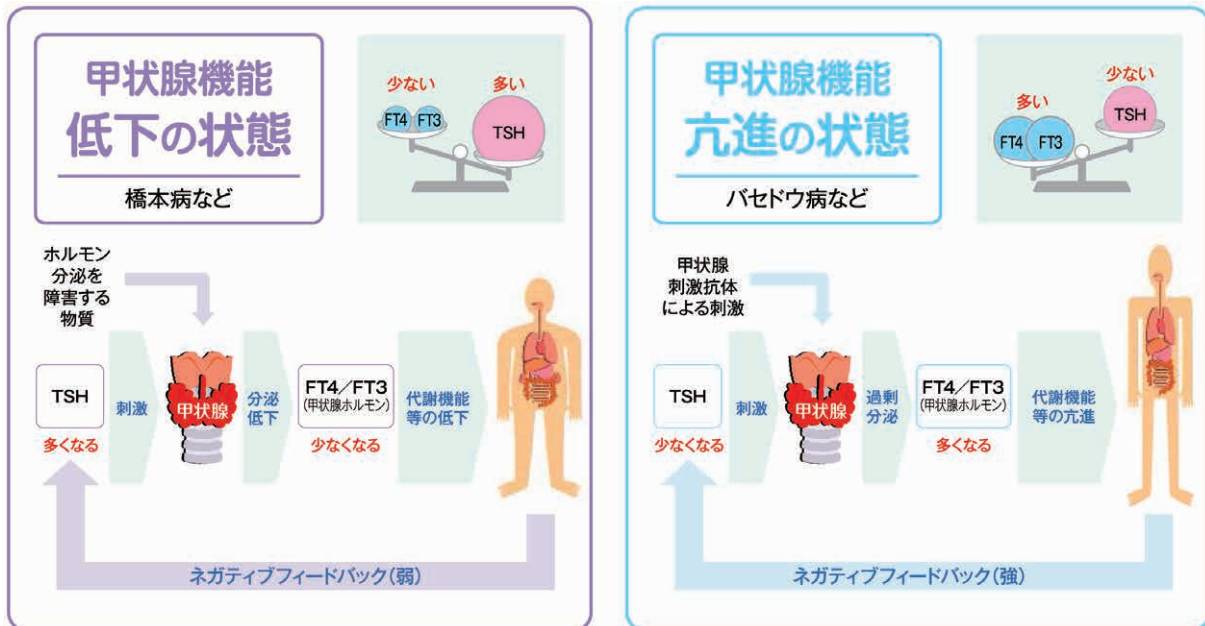 甲状腺機能
低下の状態
橋本病など
少ない
多い
FT4 FT3
TSH
ホルモン
分泌を
障害する
物質
TSH
多くなる
刺激
甲状腺
分泌
低下
FT4/FT3
(甲状腺ホルモン)
少なくなる
代謝機能
等の低下
ネガティブフィードバック(弱)
甲状腺機能
亢進の状態
バセドウ病など
多い
少ない
FT4 FT3
TSH
甲状腺
刺激抗体
による刺激
TSH
少なくなる
刺激
甲状腺
過剰
分泌
FT4/FT3
(甲状腺ホルモン)
多くなる
代謝機能
等の亢進
ネガティブフィードバック(強)